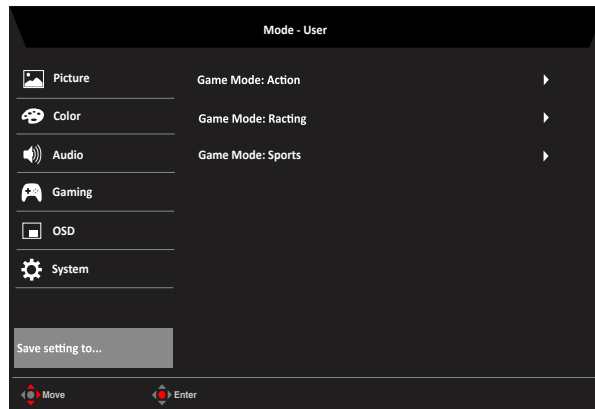 Mode - User
Picture
Game Mode: Action
Color
Game Mode: Racting
Audio
Game Mode: Sports
Gaming
OSD
System
Save setting to...
Move
Enter